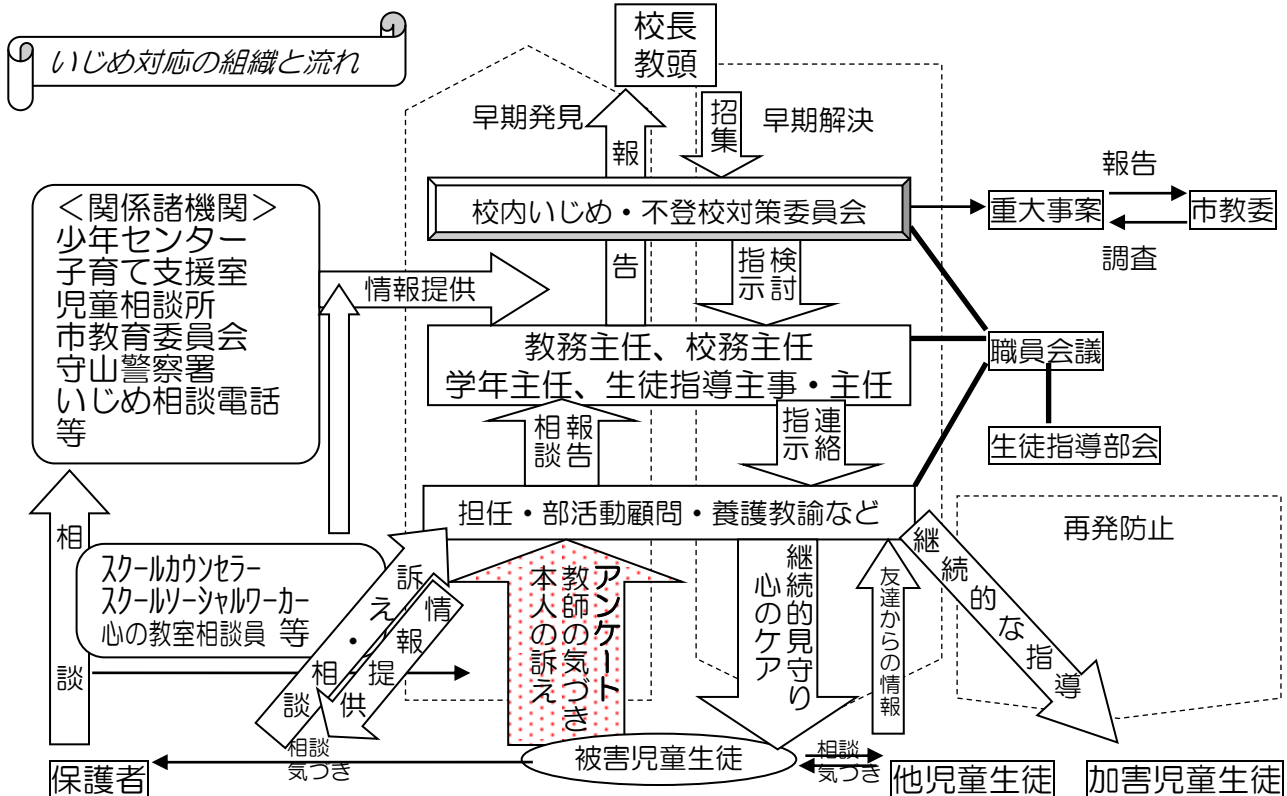 いじめ対応の組織と流れ
校長
教頭
早期発見
報告
招集
早期解決
校内いじめ・不登校対策委員会
重大事案
報告
調査
市教委
＜関係諸機関＞
少年センター
子育て支援室
児童相談所
市教育委員会
守山警察署
いじめ相談電話
等
情報提供
検討
指示
教務主任、校務主任
学年主任、生徒指導主事・主任
職員会議
生徒指導部会
報告
相談
連絡
指示
担任・部活動顧問・養護教諭など
再発防止
相談
スクールカウンセラー
スクールソーシャルワーカー
心の教室相談員 等
訴え・相談
情報提供
アンケート
教師の気づき
本人の訴え
継続的見守り
心のケア
友達からの情報
継続的な指導
相談
気づき
被害児童生徒
相談
気づき
保護者
他児童生徒
加害児童生徒